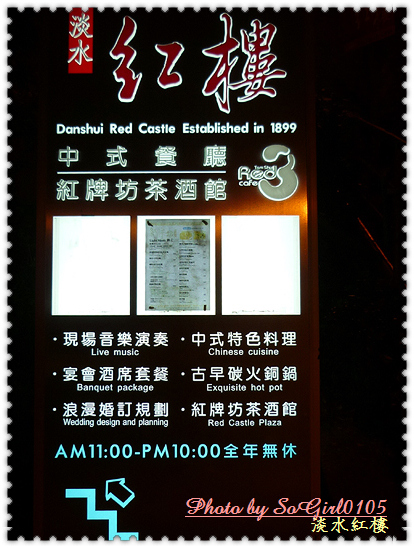 淡水
紅樓
Danshui Red Castle Established in 1899
中式餐廳
紅牌坊茶酒館
Red 3
cafe
・現場音樂演奏
Live music
・中式特色料理
Chinese cuisine
・宴會酒席套餐
Banquet package
・古早碳火銅鍋
Exquisite hot pot
・浪漫婚訂規劃
Wedding design and planning
・紅牌坊茶酒館
Red Castle Plaza
AM11:00-PM10:00全年無休
Photo by SoGirl0105
淡水紅樓